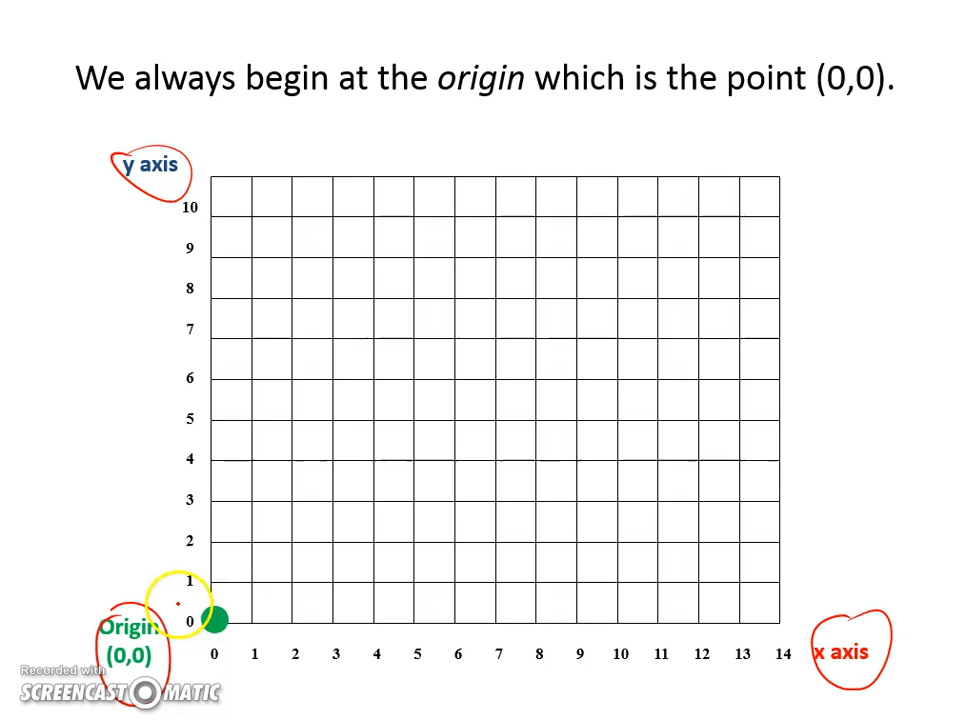 We always begin at the origin which is the point (0,0).
y axis
10
9
8
7
6
5
4
3
2
1
0
Origin
(0,0)
0 1 2 3 4 5 6 7 8 9 10 11 12 13 14
x axis
Recorded with
SCREENCAST MATIC